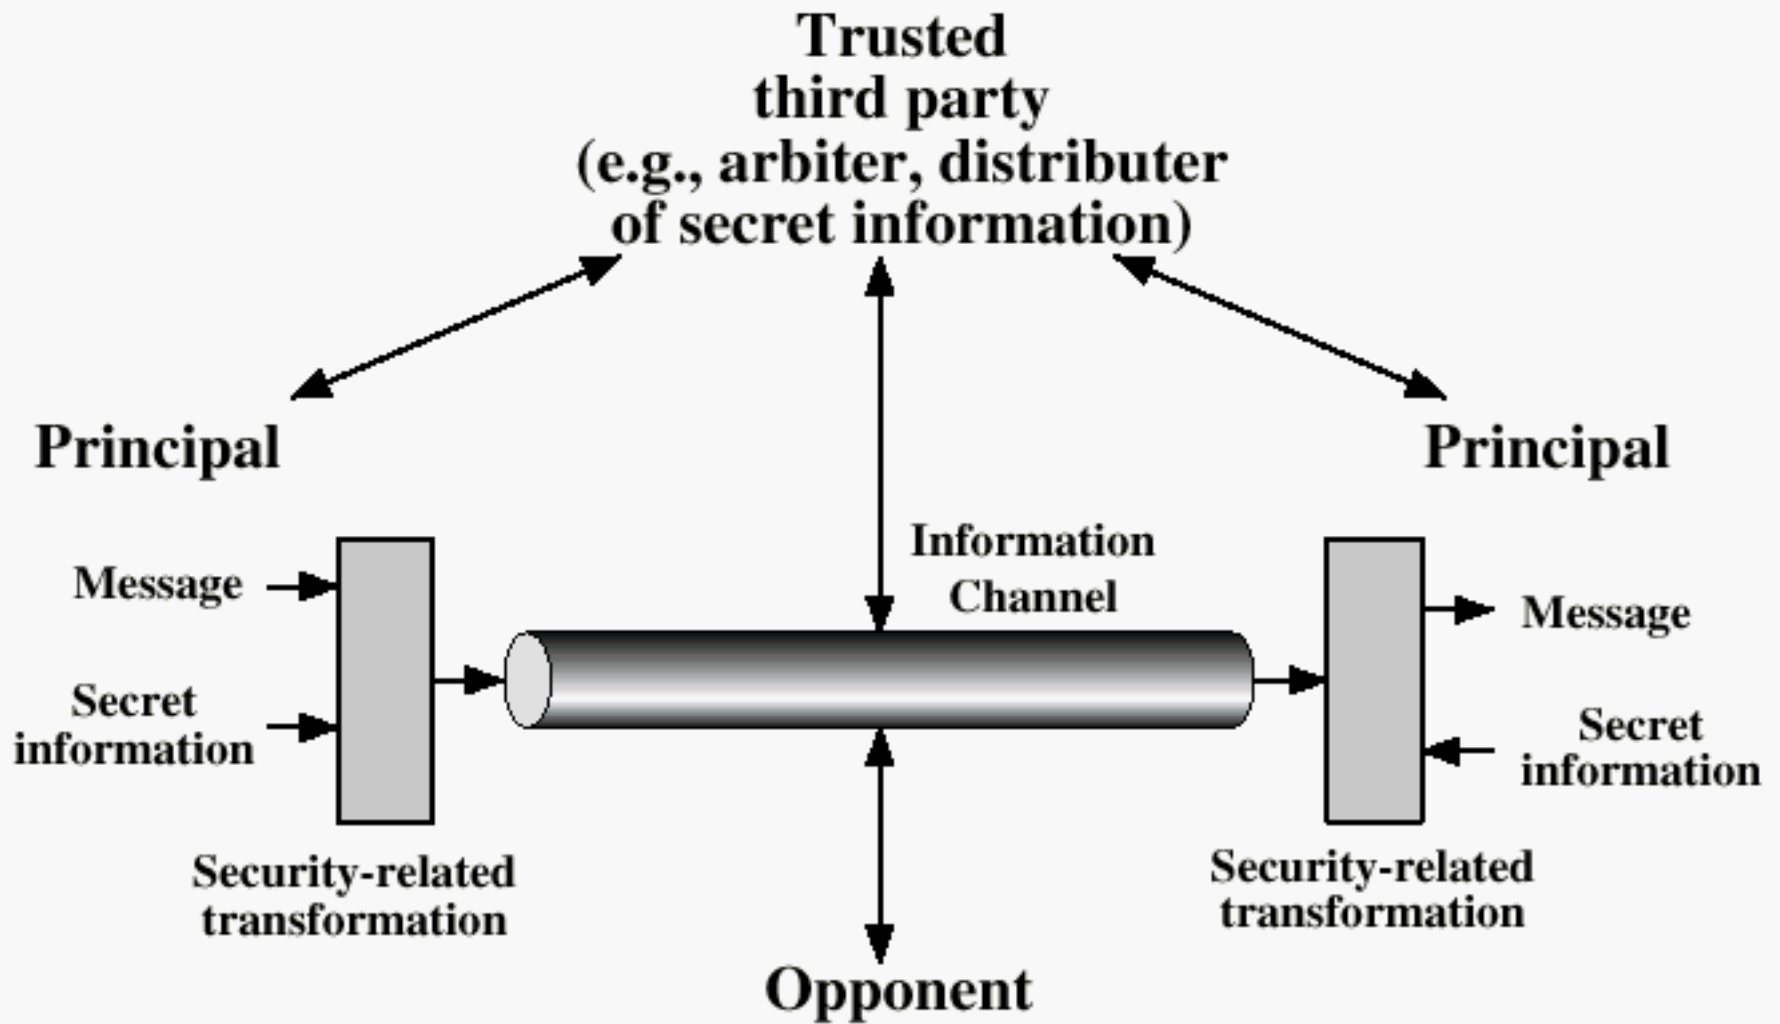 Trusted
third party
(e.g., arbiter, distributer
of secret information)
Principal
Principal
Information
Channel
Message
Secret
information
Message
Secret
information
Security-related
transformation
Security-related
transformation
Opponent